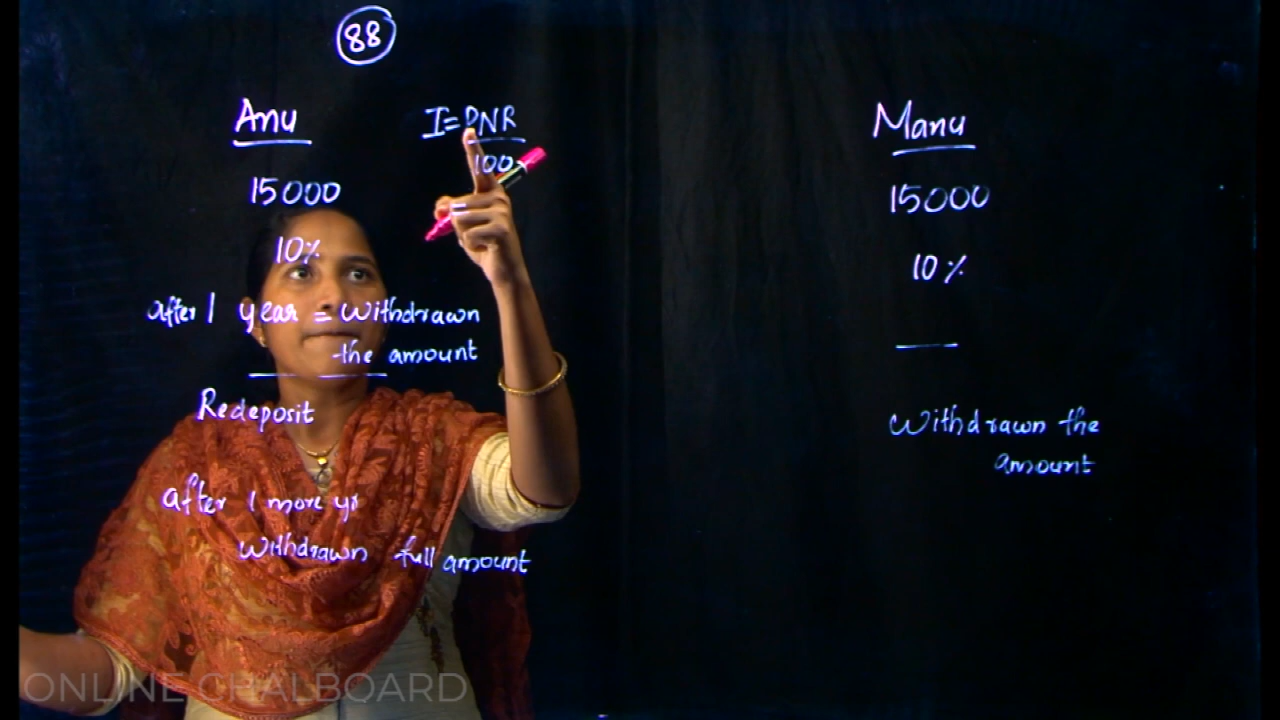 88
Anu
I = PNR
100
15000
10%
after 1 year = Withdrawn
the amount
Redeposit
After 1 more yr
Withdrawn full amount
Manu
15000
10%
Withdrawn the
amount
ONLINE CHALBOARD